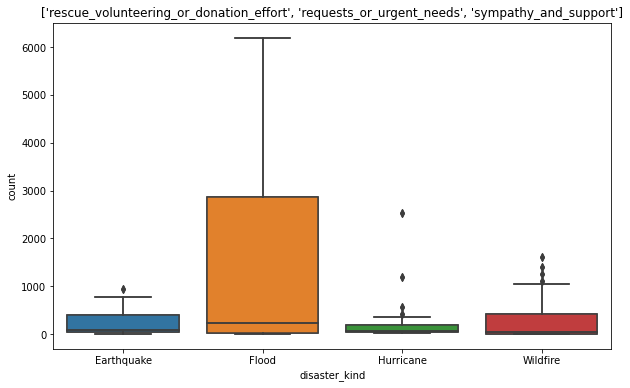 ['rescue_volunteering_or_donation_effort', 'requests_or_urgent_needs', 'sympathy_and_support']
6000
5000
4000
3000
2000
1000
0
count
Earthquake Flood Hurricane Wildfire
disaster_kind